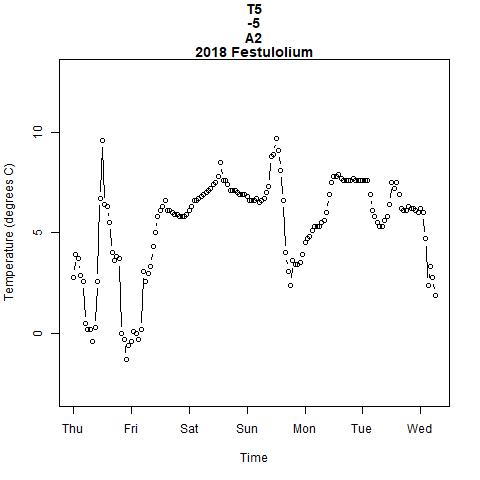 T5
-5
A2
2018 Festulolium
Temperature (degrees C)
10
5
0
Thu Fri Sat Sun Mon Tue Wed
Time